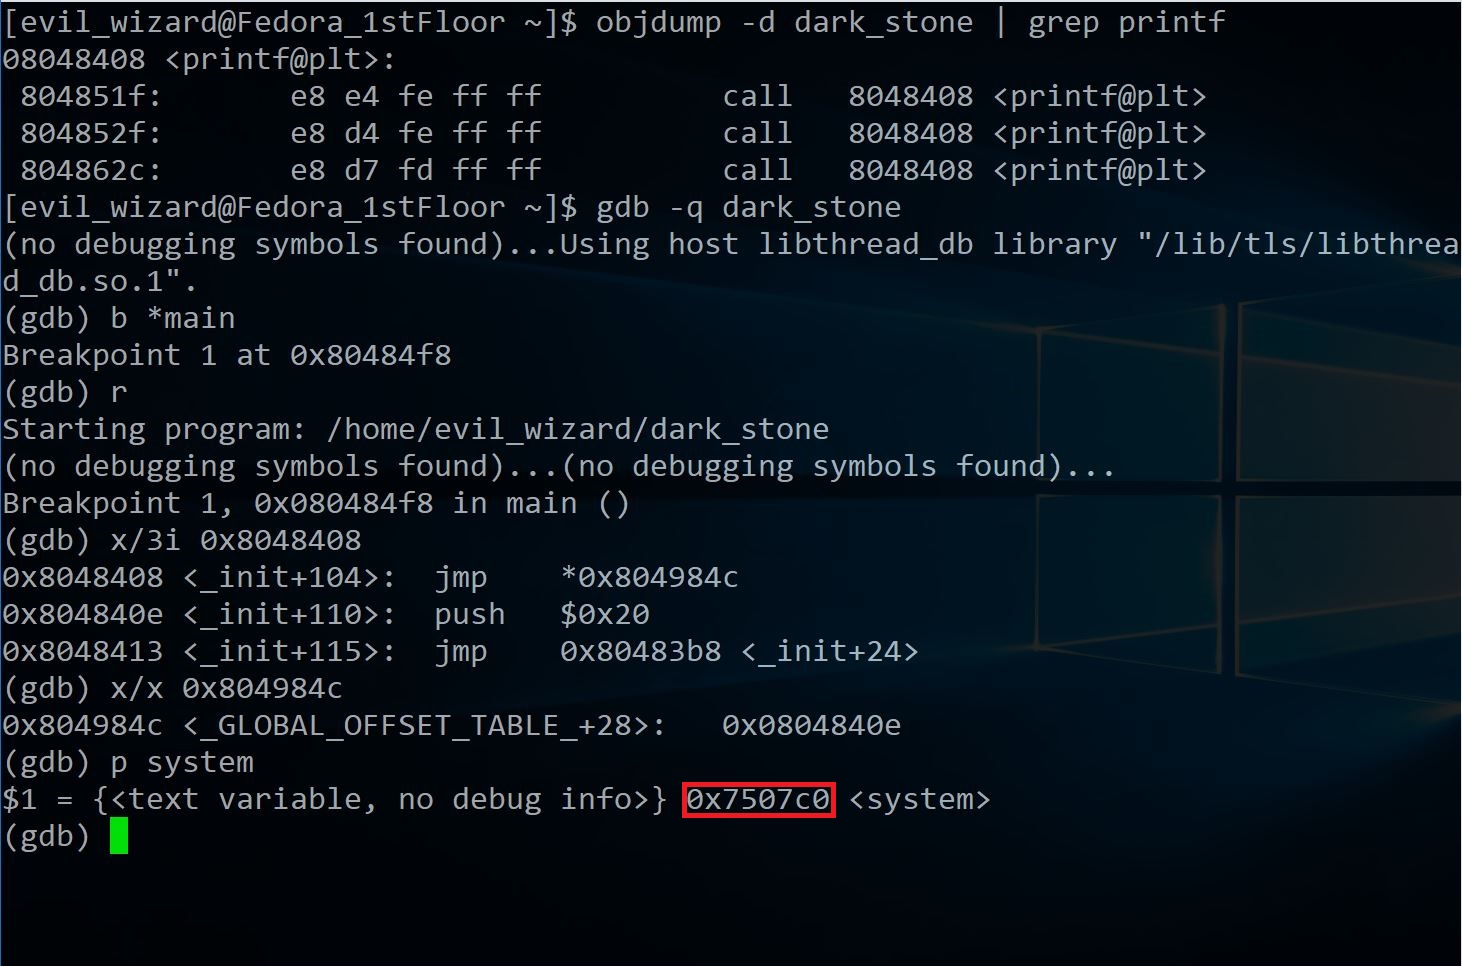 [evil_wizard@Fedora_1stFloor ~]$ objdump -d dark_stone | grep printf
08048408 <printf@plt>:
 804851f:       e8 e4 fe ff ff          call   8048408 <printf@plt>
 804852f:       e8 d4 fe ff ff          call   8048408 <printf@plt>
 804862c:       e8 d7 fd ff ff          call   8048408 <printf@plt>
[evil_wizard@Fedora_1stFloor ~]$ gdb -q dark_stone
(no debugging symbols found)...Using host libthread_db library "/lib/tls/libthrea
d_db.so.1".
(gdb) b *main
Breakpoint 1 at 0x80484f8
(gdb) r
Starting program: /home/evil_wizard/dark_stone
(no debugging symbols found)...(no debugging symbols found)...
Breakpoint 1, 0x080484f8 in main ()
(gdb) x/3i 0x8048408
0x8048408 <_init+104>:  jmp    *0x804984c
0x804840e <_init+110>:  push   $0x20
0x8048413 <_init+115>:  jmp    0x80483b8 <_init+24>
(gdb) x/x 0x804984c
0x804984c <_GLOBAL_OFFSET_TABLE_+28>:   0x0804840e
(gdb) p system
$1 = {<text variable, no debug info>} 0x7507c0 <system>
(gdb)